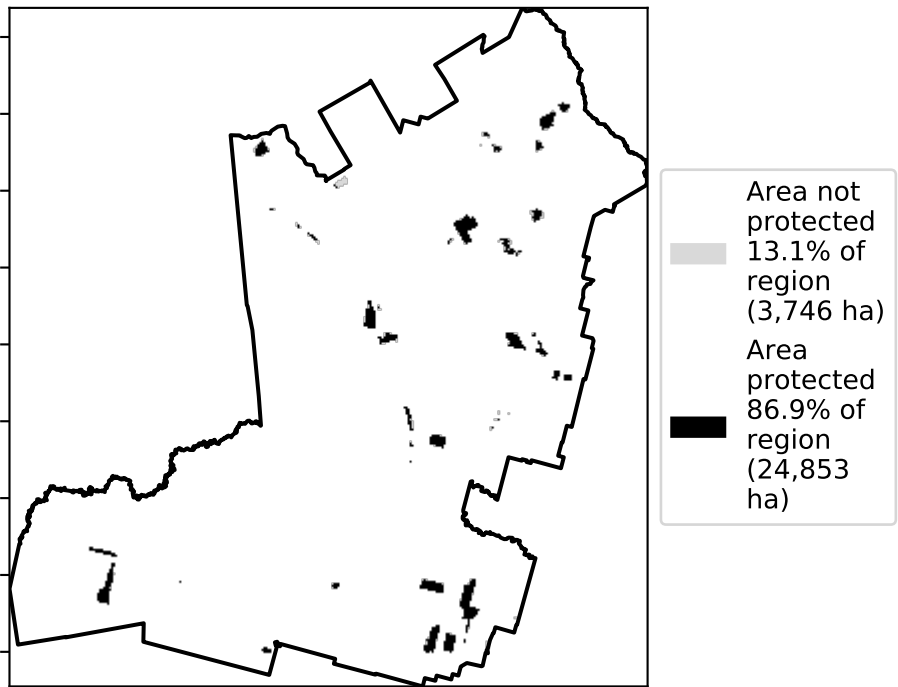 Area not
protected
13.1% of
region
(3,746 ha)
Area
protected
86.9% of
region
(24,853
ha)